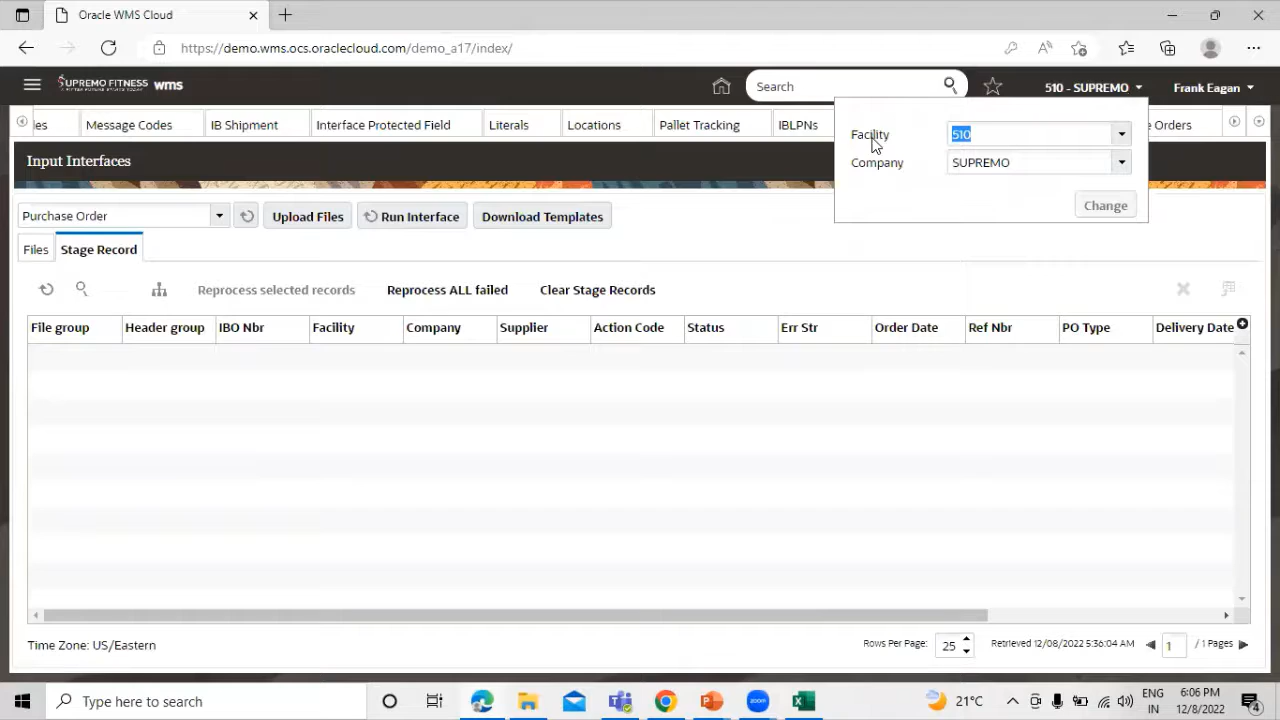 Oracle WMS Cloud
https://demo.wms.ocs.oraclecloud.com/demo_a17/index/
SUPREMO FITNESS wms
Search
510 - SUPREMO
Frank Eagan
es
Message Codes
IB Shipment
Interface Protected Field
Literals
Locations
Pallet Tracking
IBLPNs
Orders
Facility 510
Company SUPREMO
Change
Input Interfaces
Purchase Order
Upload Files
Run Interface
Download Templates
Files
Stage Record
Reprocess selected records
Reprocess ALL failed
Clear Stage Records
File group
Header group
IBO Nbr
Facility
Company
Supplier
Action Code
Status
Err Str
Order Date
Ref Nbr
PO Type
Delivery Date
Time Zone: US/Eastern
Rows Per Page: 25
Retrieved 12/08/2022 5:36:04 AM
1 / 1 Pages
Type here to search
zoom
21°C
ENG
IN
6:06 PM
12/8/2022
4